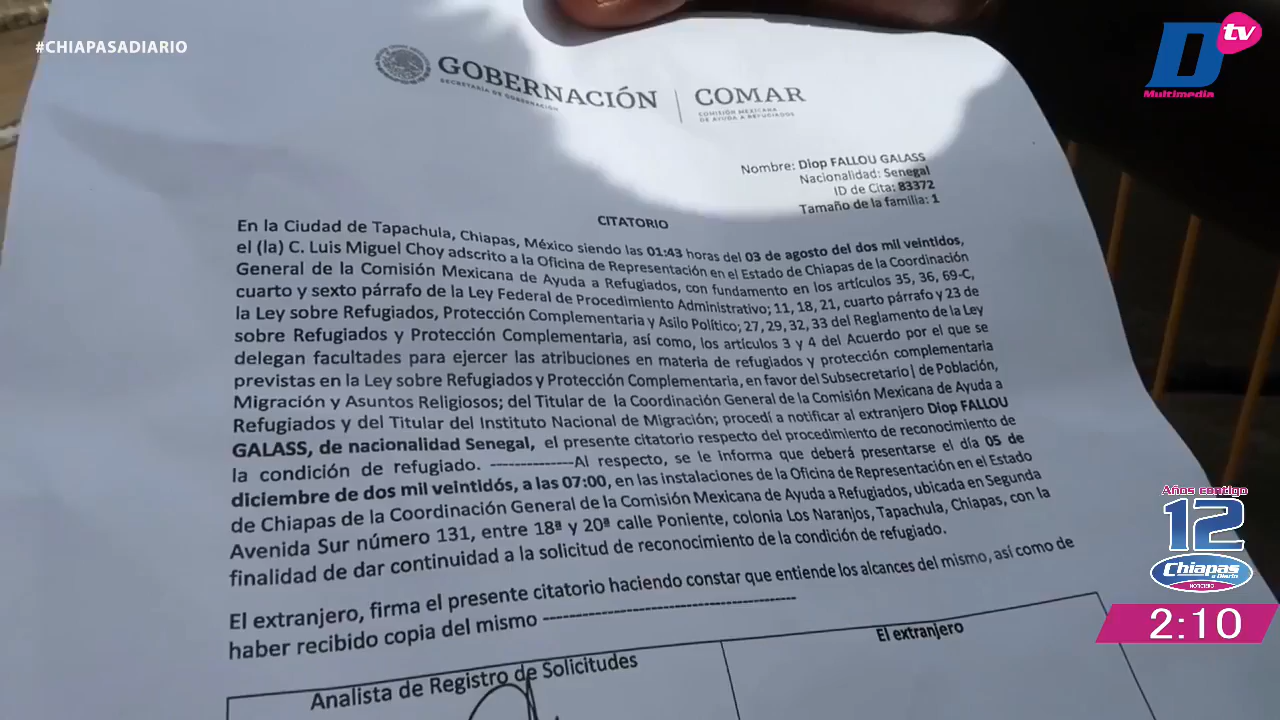 #CHIAPASADIARIO
D tv
Multimedia
GOBERNACIÓN
SECRETARÍA DE GOBERNACIÓN
COMAR
COMISIÓN MEXICANA
DE AYUDA A REFUGIADOS
Nombre: Diop FALLOU GALASS
Nacionalidad: Senegal
ID de Cita: 83372
Tamaño de la familia: 1
CITATORIO
En la Ciudad de Tapachula, Chiapas, México siendo las 01:43 horas del 03 de agosto del dos mil veintidos,
el (la) C. Luis Miguel Choy adscrito a la Oficina de Representación en el Estado de Chiapas de la Coordinación
General de la Comisión Mexicana de Ayuda a Refugiados, con fundamento en los artículos 35, 36, 69-C,
cuarto y sexto párrafo de la Ley Federal de Procedimiento Administrativo; 11, 18, 21, cuarto párrafo y 23 de
la Ley sobre Refugiados, Protección Complementaria y Asilo Político; 27, 29, 32, 33 del Reglamento de la Ley
sobre Refugiados y Protección Complementaria, así como, los artículos 3 y 4 del Acuerdo por el que se
delegan facultades para ejercer las atribuciones en materia de refugiados y protección complementaria
previstas en la Ley sobre Refugiados y Protección Complementaria, en favor del Subsecretario| de Población,
Migración y Asuntos Religiosos; del Titular de la Coordinación General de la Comisión Mexicana de Ayuda a
Refugiados y del Titular del Instituto Nacional de Migración; procedí a notificar al extranjero Diop FALLOU
GALASS, de nacionalidad Senegal, el presente citatorio respecto del procedimiento de reconocimiento de
la condición de refugiado. -------------Al respecto, se le informa que deberá presentarse el día 05 de
diciembre de dos mil veintidós, a las 07:00, en las instalaciones de la Oficina de Representación en el Estado
de Chiapas de la Coordinación General de la Comisión Mexicana de Ayuda a Refugiados, ubicada en Segunda
Avenida Sur número 131, entre 18ª y 20ª calle Poniente, colonia Los Naranjos, Tapachula, Chiapas, con la
finalidad de dar continuidad a la solicitud de reconocimiento de la condición de refugiado.
El extranjero, firma el presente citatorio haciendo constar que entiende los alcances del mismo, así como de
haber recibido copia del mismo ----------------------------------------
Analista de Registro de Solicitudes
El extranjero
Años contigo
12
Chiapas
a Diario
NOTICIERO
2:10